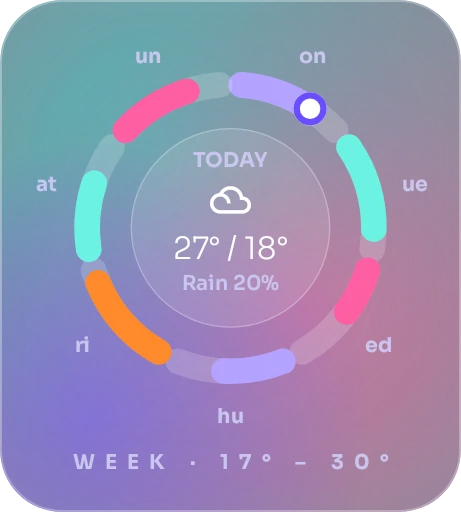 un
on
at
TODAY
ue
27° / 18°
Rain 20%
ri
ed
hu
WEEK · 17° – 30°